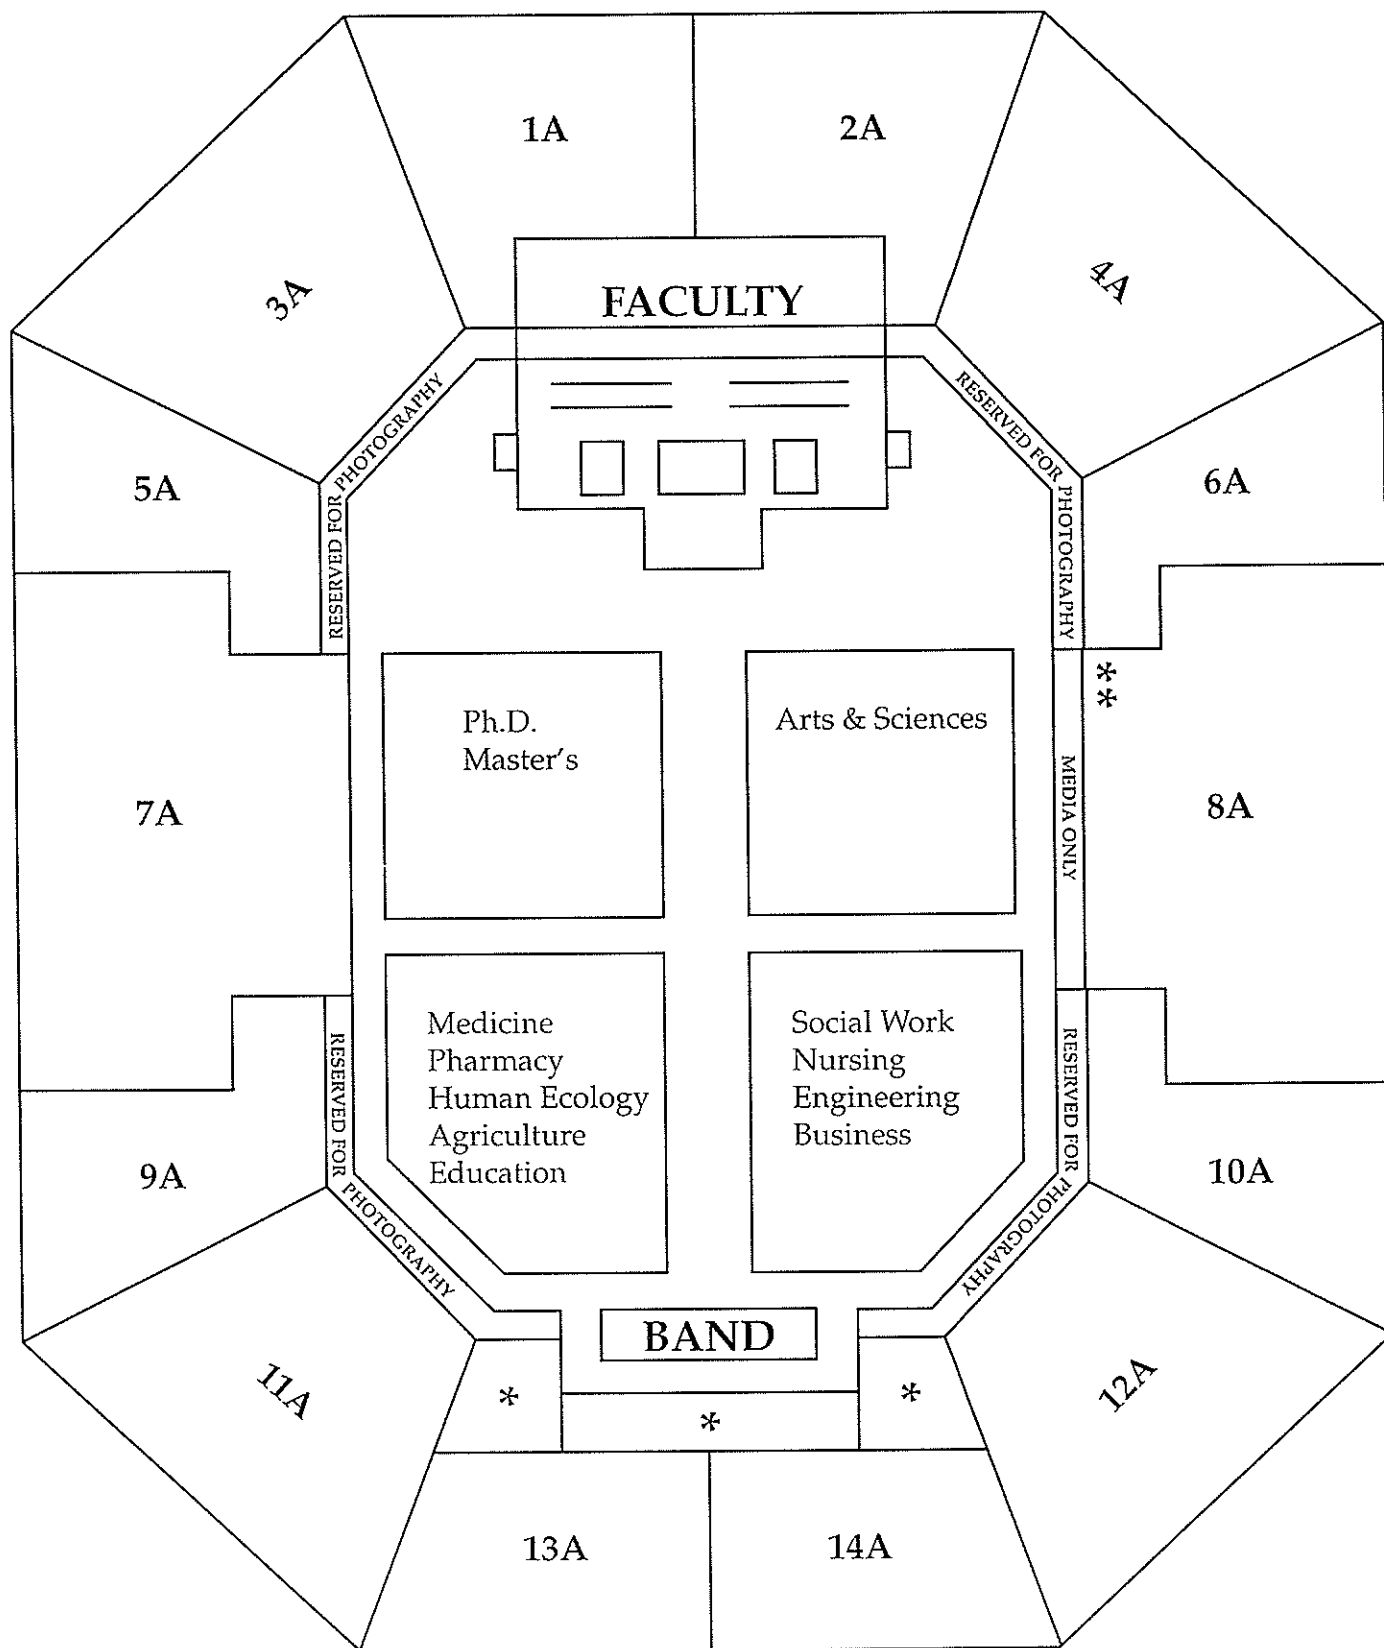 1A
2A
3A
FACULTY
4A
RESERVED FOR PHOTOGRAPHY
RESERVED FOR PHOTOGRAPHY
5A
6A
**
Ph.D.
Master's
Arts & Sciences
7A
MEDIA ONLY
8A
Medicine
Pharmacy
Human Ecology
Agriculture
Education
Social Work
Nursing
Engineering
Business
RESERVED FOR PHOTOGRAPHY
RESERVED FOR PHOTOGRAPHY
9A
10A
BAND
11A
*
*
*
12A
13A
14A